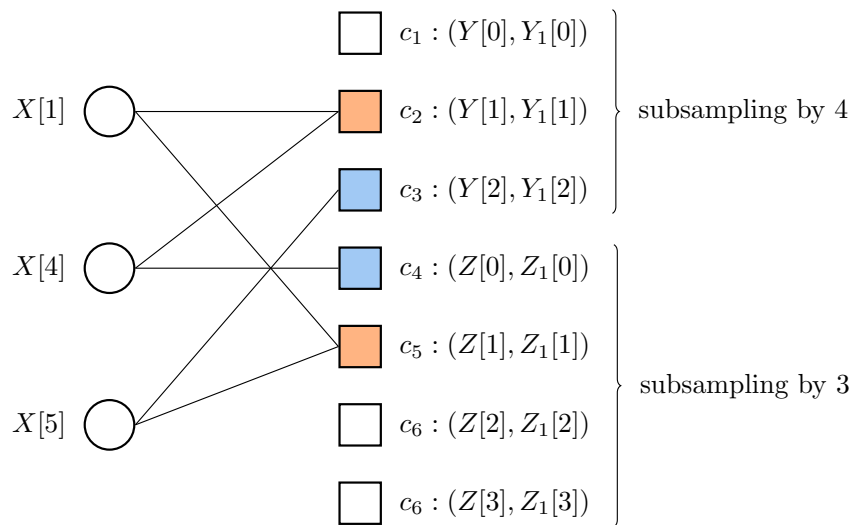 c₁ : (Y[0], Y₁[0])
X[1]
c₂ : (Y[1], Y₁[1])
subsampling by 4
c₃ : (Y[2], Y₁[2])
X[4]
c₄ : (Z[0], Z₁[0])
c₅ : (Z[1], Z₁[1])
subsampling by 3
X[5]
c₆ : (Z[2], Z₁[2])
c₆ : (Z[3], Z₁[3])